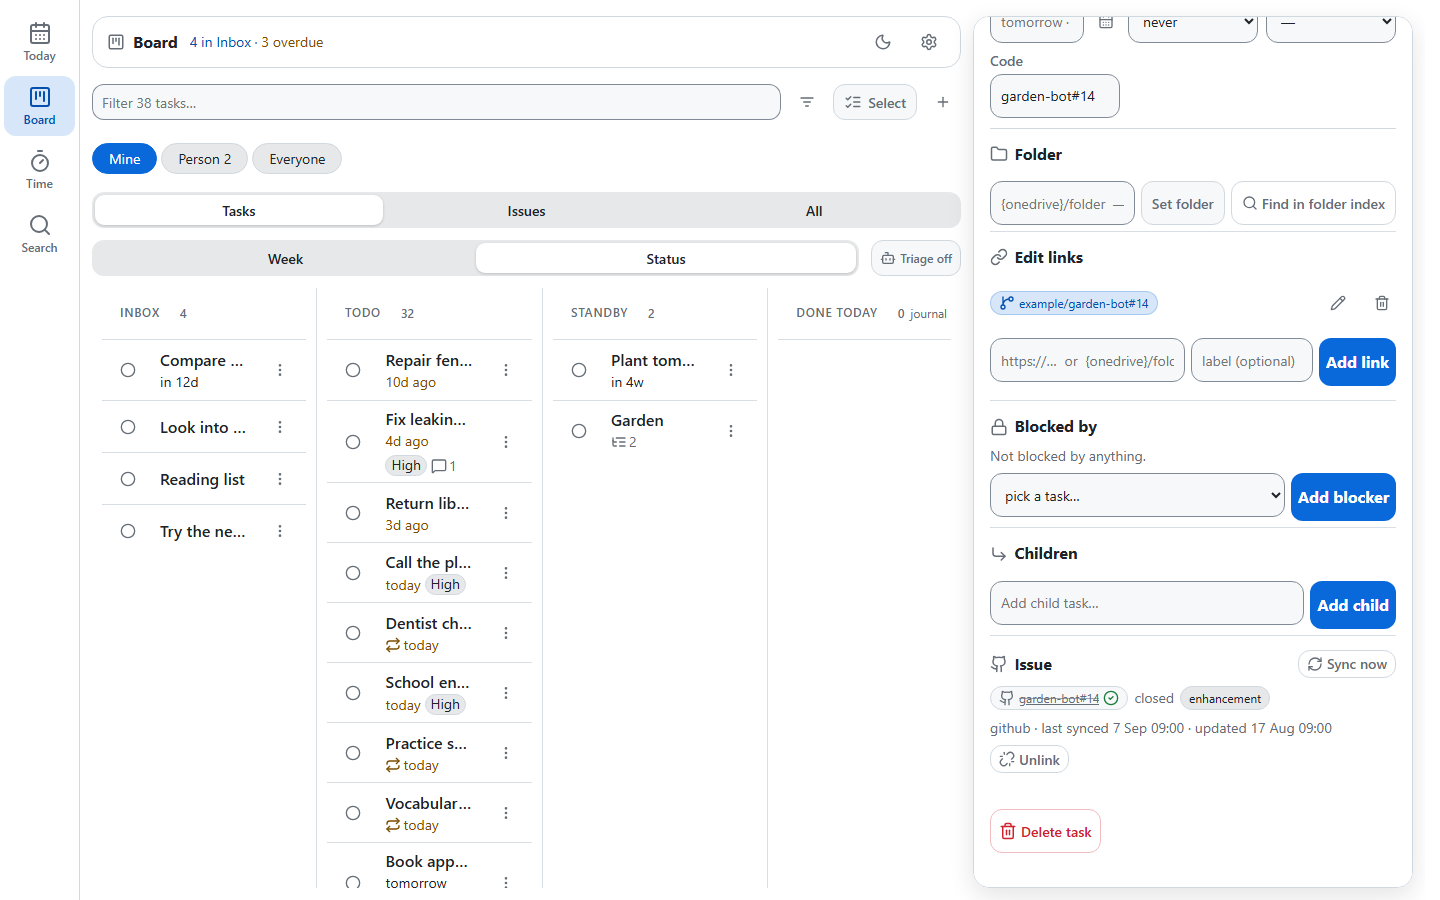 Today
Board
Time
Search
Board 4 in Inbox · 3 overdue
Filter 38 tasks...
Select
Mine Person 2 Everyone
Tasks Issues All
Week Status Triage off
INBOX 4
Compare ...
in 12d
Look into ...
Reading list
Try the ne...
TODO 32
Repair fen...
10d ago
Fix leakin...
4d ago
High 1
Return lib...
3d ago
Call the pl...
today High
Dentist ch...
today
School en...
today High
Practice s...
today
Vocabular...
today
Book app...
tomorrow
STANDBY 2
Plant tom...
in 4w
Garden
2
DONE TODAY 0 journal
tomorrow · never —
Code
garden-bot#14
Folder
{onedrive}/folder — Set folder Find in folder index
Edit links
example/garden-bot#14
https://... or {onedrive}/folc label (optional) Add link
Blocked by
Not blocked by anything.
pick a task... Add blocker
Children
Add child task... Add child
Issue Sync now
garden-bot#14 closed enhancement
github · last synced 7 Sep 09:00 · updated 17 Aug 09:00
Unlink
Delete task